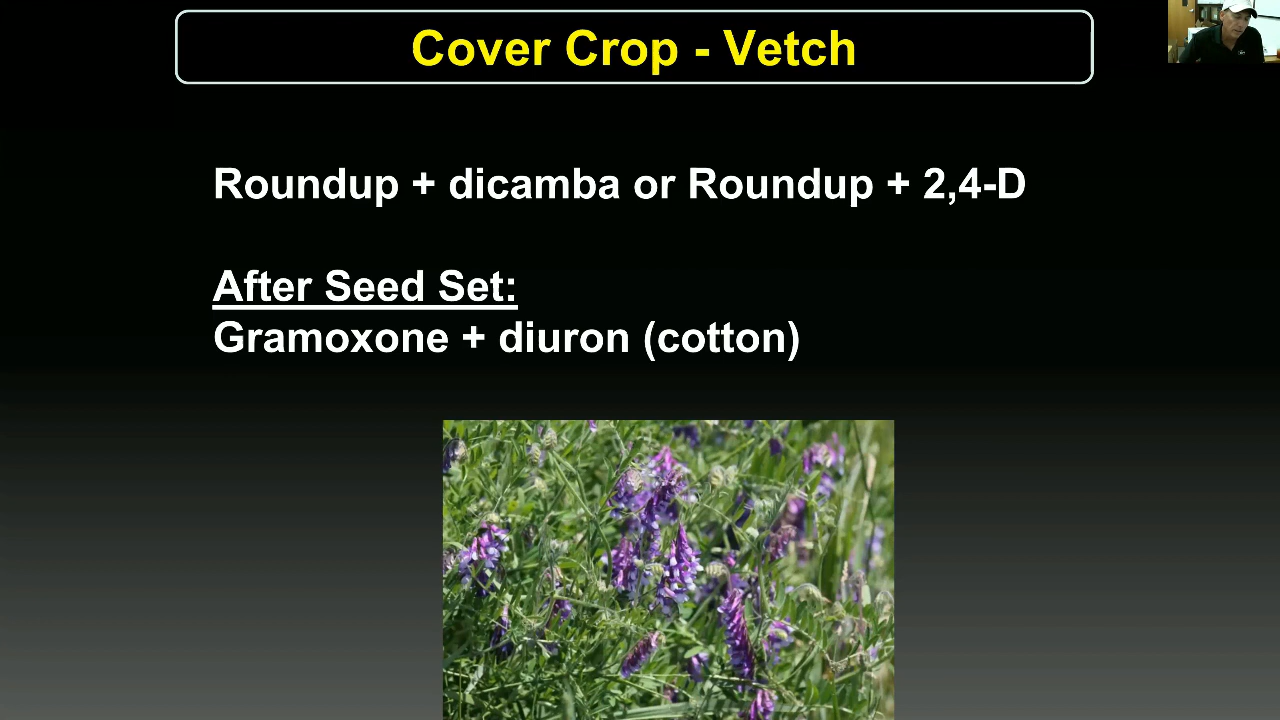 Cover Crop - Vetch
Roundup + dicamba or Roundup + 2,4-D
After Seed Set:
Gramoxone + diuron (cotton)